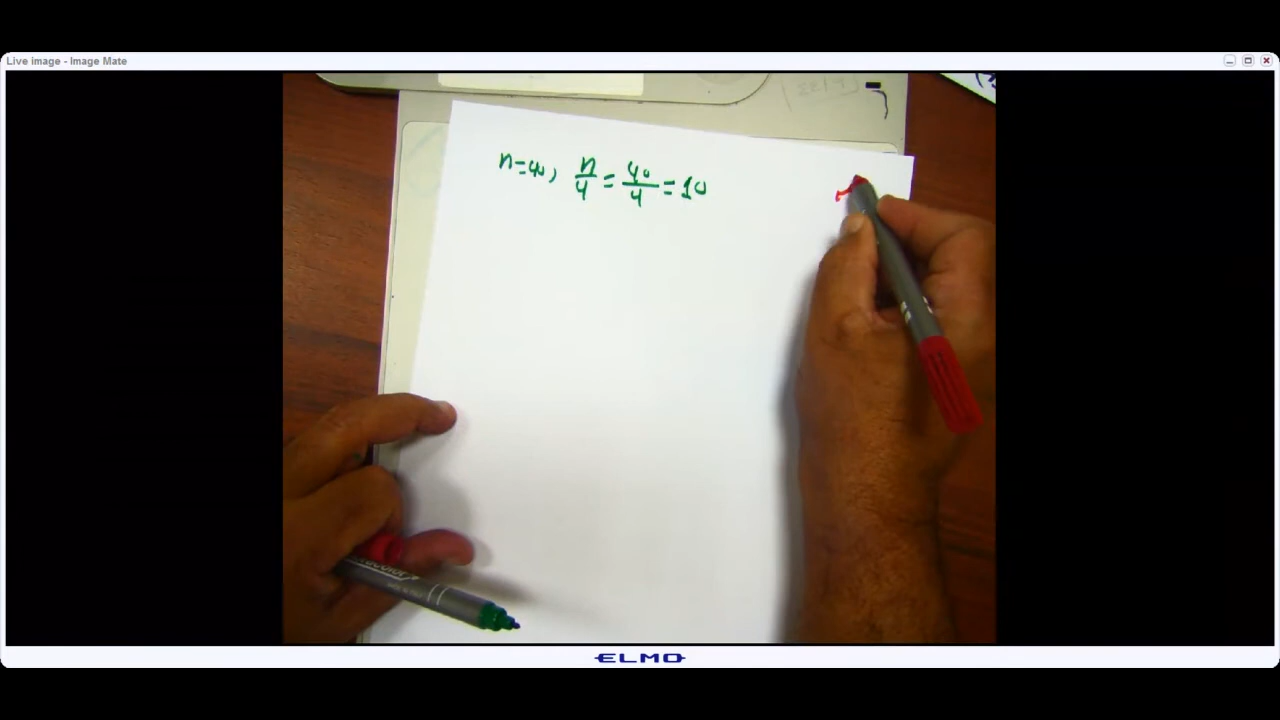 Live image - Image Mate
n=40, n/4 = 40/4 = 10
ELMO